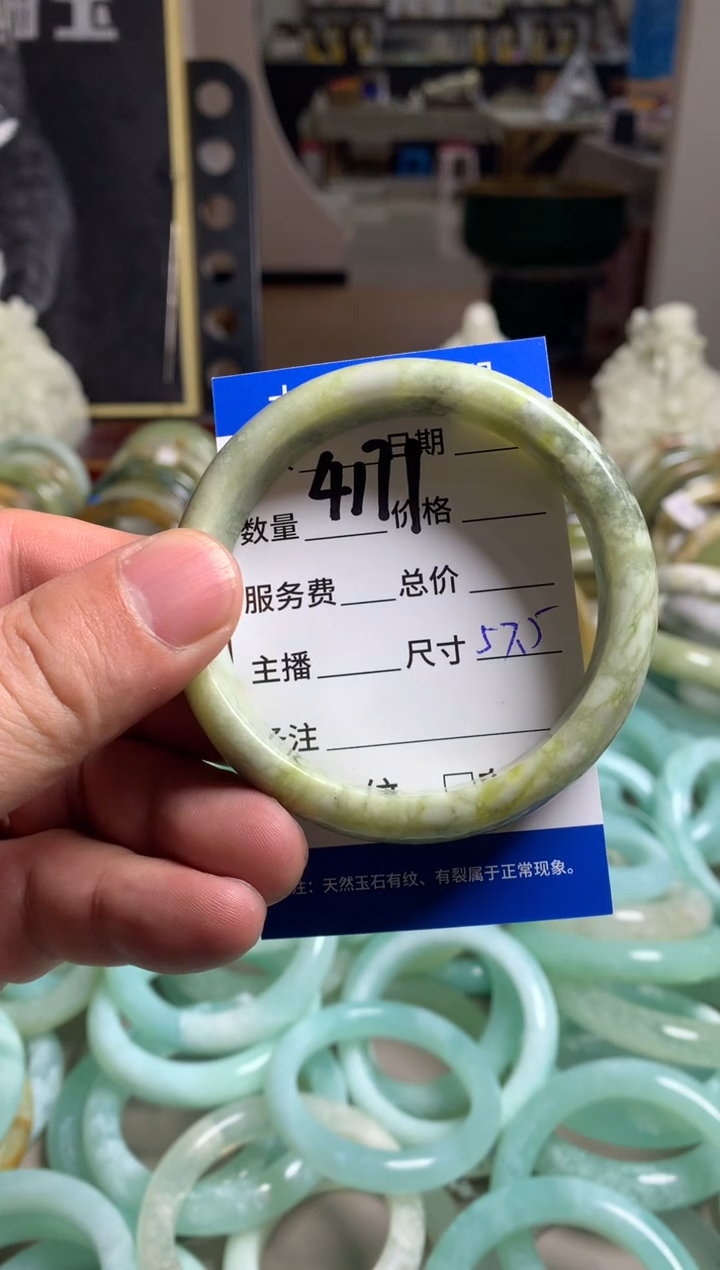 4171
日期
数量 价格
服务费 总价
主播 尺寸 57.5
注
注：天然玉石有纹、有裂属于正常现象。